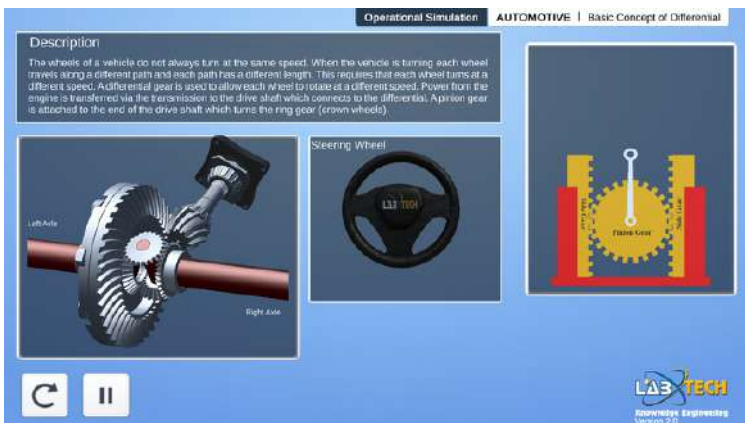 Operational Simulation AUTOMOTIVE | Basic Concept of Differential
Description
The wheels of a vehicle do not always turn at the same speed. When the vehicle is turning each wheel
travels along a different path and each path has a different length. This requires that each wheel turns at a
different speed. A differential gear is used to allow each wheel to rotate at a different speed. Power from the
engine is transferred via the transmission to the drive shaft which connects to the differential. A pinion gear
is attached to the end of the drive shaft which turns the ring gear (crown wheels).
Left Axle
Right Axle
Steering Wheel
LAB TECH
Side Gear
Pinion Gear
Side Gear
LABTECH
Knowledge Engineering
Version 2.0